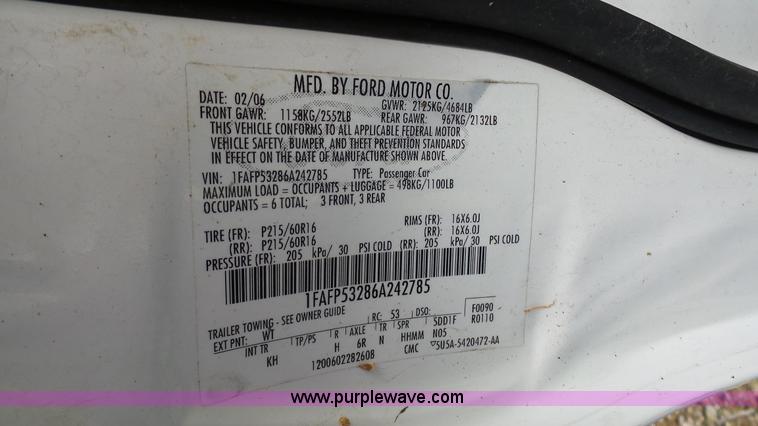 MFD. BY FORD MOTOR CO.
DATE: 02/06 GVWR: 2125KG/4684LB
FRONT GAWR: 1158KG/2552LB REAR GAWR: 967KG/2132LB
THIS VEHICLE CONFORMS TO ALL APPLICABLE FEDERAL MOTOR
VEHICLE SAFETY, BUMPER, AND THEFT PREVENTION STANDARDS
IN EFFECT ON THE DATE OF MANUFACTURE SHOWN ABOVE.
VIN: 1FAFP53286A242785 TYPE: Passenger Car
MAXIMUM LOAD = OCCUPANTS + LUGGAGE = 498KG/1100LB
OCCUPANTS = 6 TOTAL; 3 FRONT, 3 REAR
TIRE (FR): P215/60R16 RIMS (FR): 16X6.0J
(RR): P215/60R16 (RR): 16X6.0J
PRESSURE (FR): 205 kPa/ 30 PSI COLD (RR): 205 kPa/ 30 PSI COLD
1FAFP53286A242785
TRAILER TOWING - SEE OWNER GUIDE RC: 53 DSO: F0090
EXT PNT: WT TP/PS R AXLE TR SPR 5DD1F R0110
INT TR H 6R N HHMM N05
KH 1200602282608 CMC 5U5A-5420472-AA
www.purplewave.com